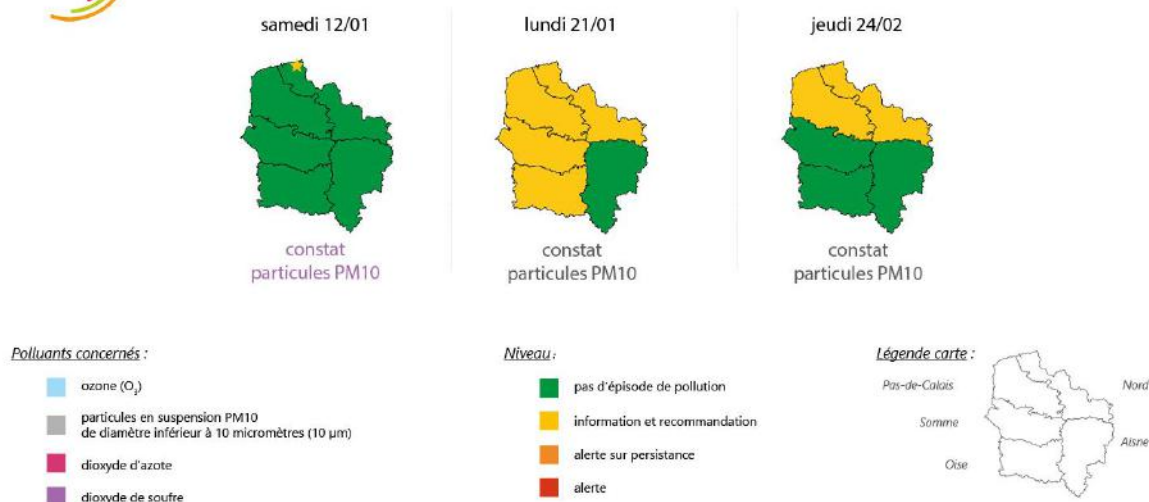 samedi 12/01
lundi 21/01
jeudi 24/02
constat
particules PM10
constat
particules PM10
constat
particules PM10
Polluants concernés :
ozone (O₃)
particules en suspension PM10
de diamètre inférieur à 10 micromètres (10 µm)
dioxyde d'azote
dioxyde de soufre
Niveau :
pas d'épisode de pollution
information et recommandation
alerte sur persistance
alerte
Légende carte :
Pas-de-Calais
Nord
Somme
Aisne
Oise